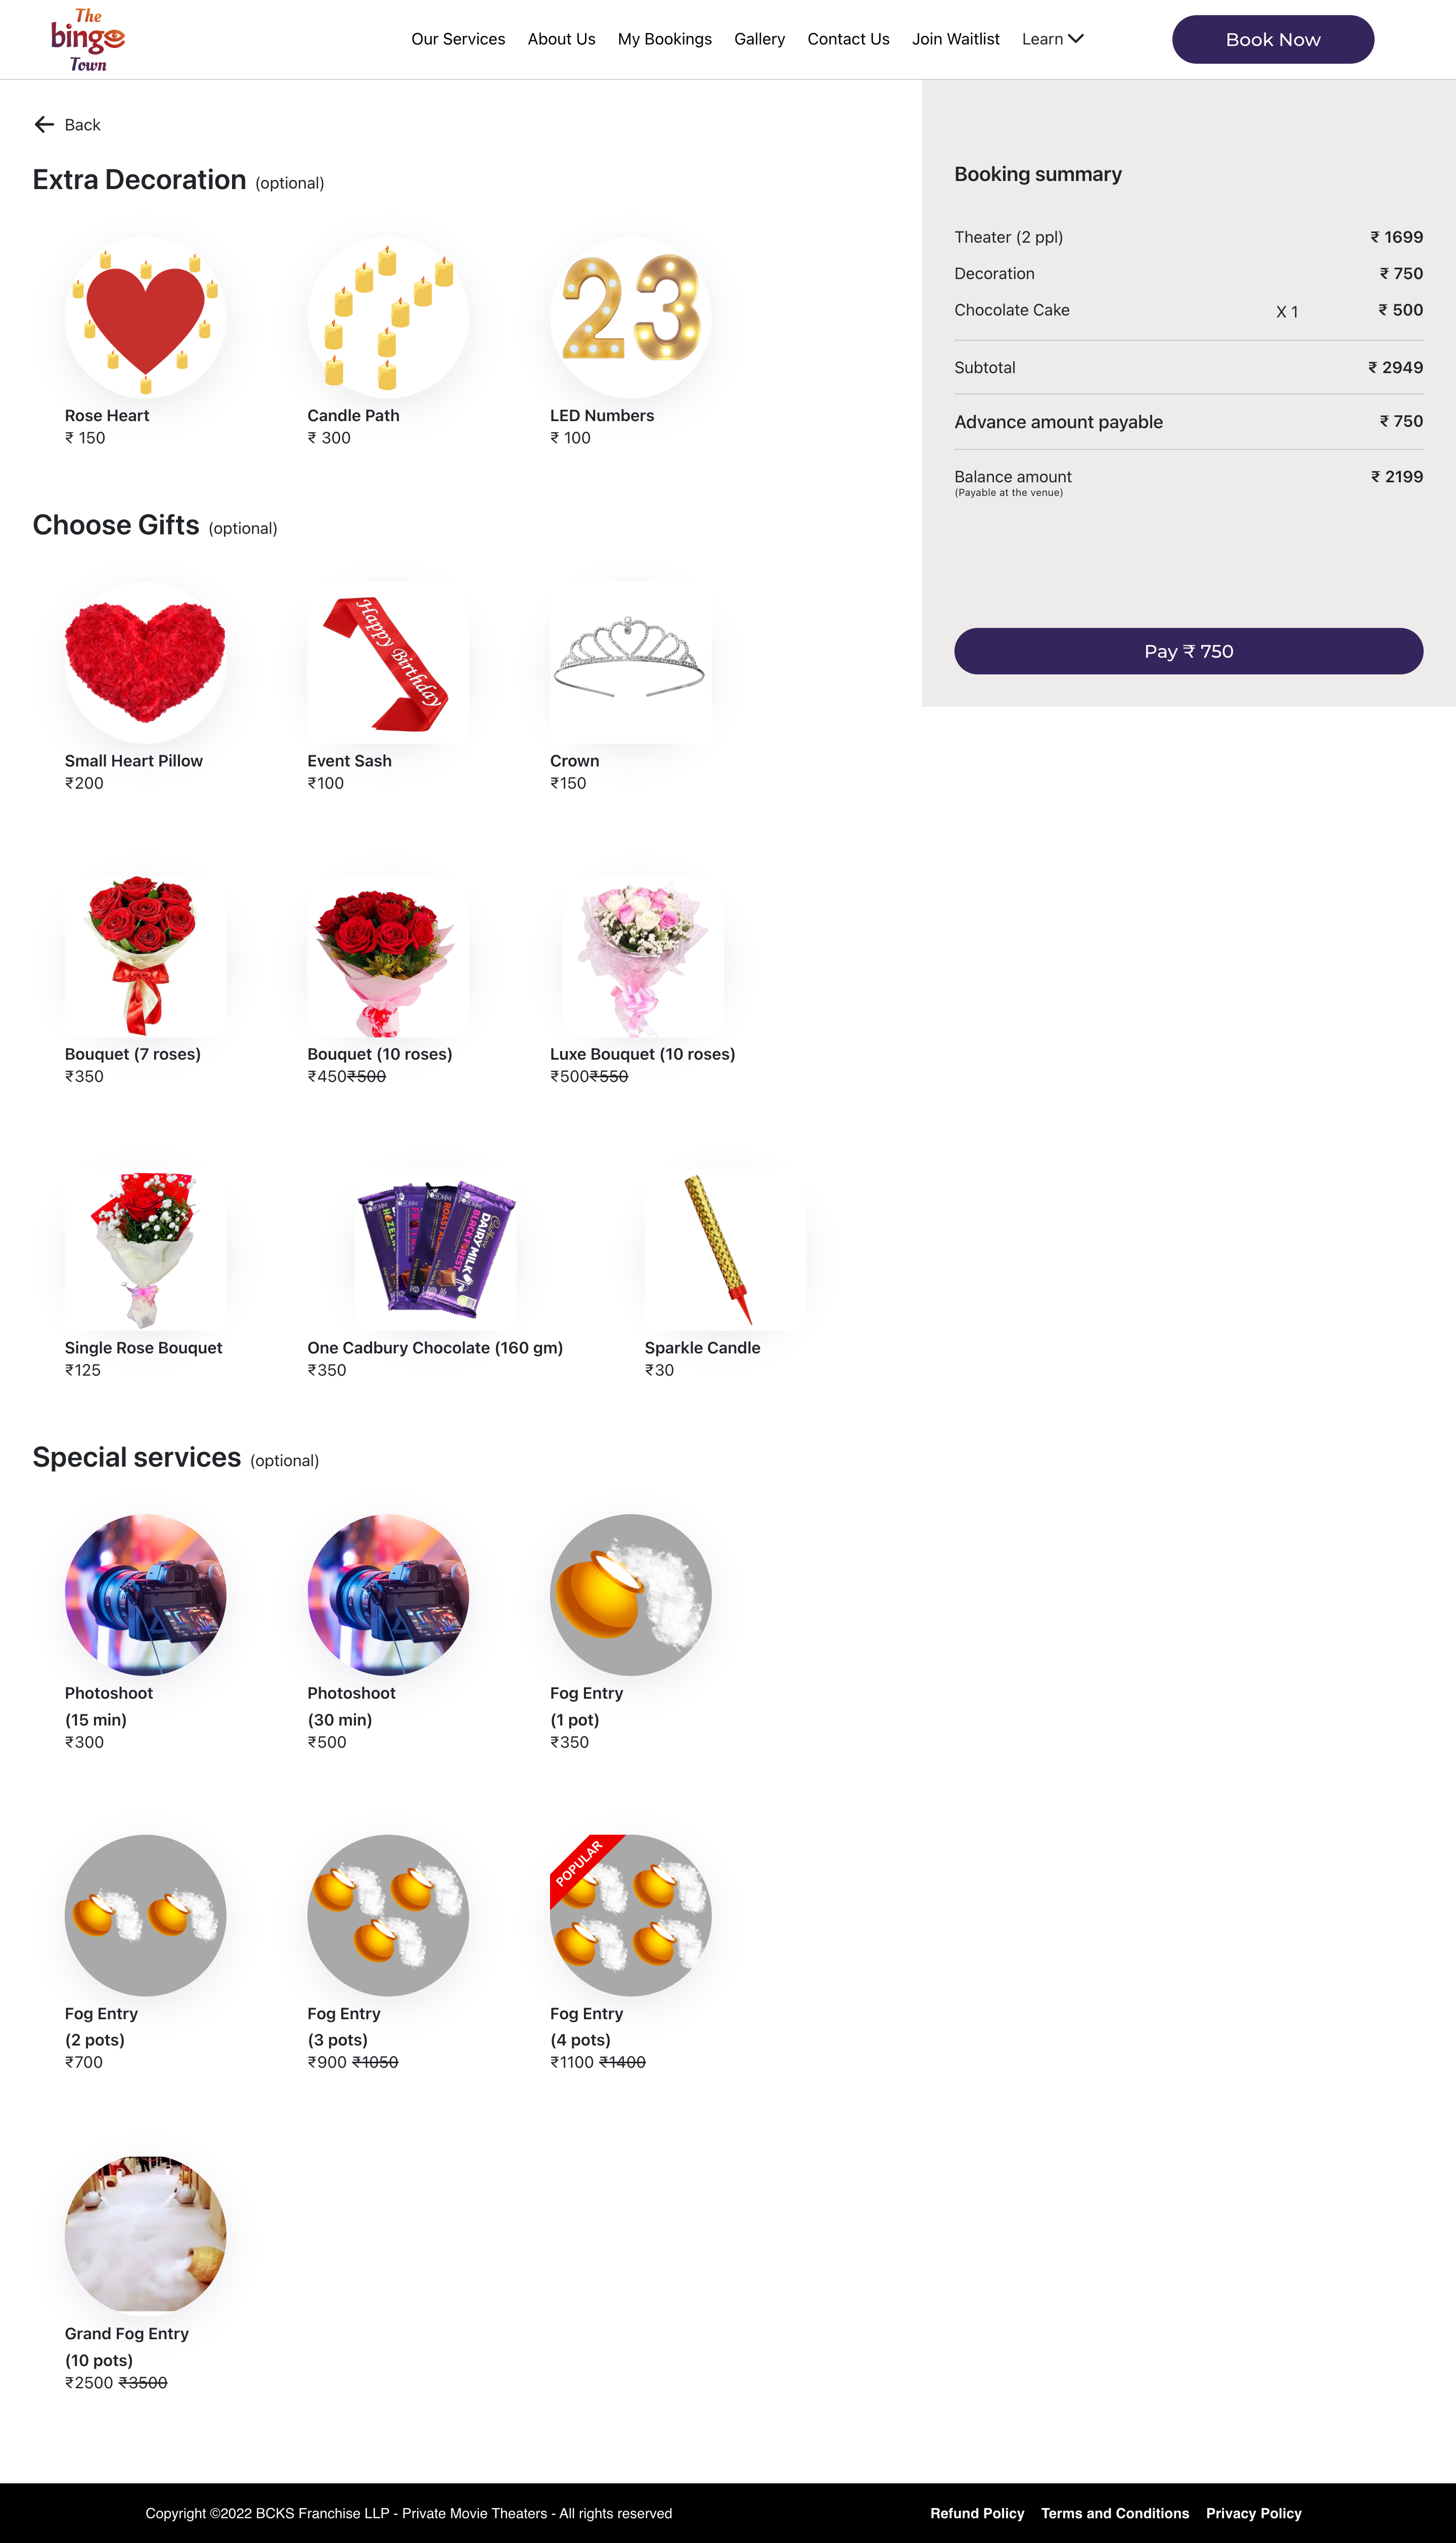 The
bingo
Town
Our Services About Us My Bookings Gallery Contact Us Join Waitlist Learn
Book Now
Back
Extra Decoration (optional)
23
Rose Heart Candle Path LED Numbers
₹ 150 ₹ 300 ₹ 100
Choose Gifts (optional)
Happy Birthday
Small Heart Pillow Event Sash Crown
₹200 ₹100 ₹150
Bouquet (7 roses) Bouquet (10 roses) Luxe Bouquet (10 roses)
₹350 ₹450₹500 ₹500₹550
DAIRY MILK
BLACK FOREST
Single Rose Bouquet One Cadbury Chocolate (160 gm) Sparkle Candle
₹125 ₹350 ₹30
Special services (optional)
Photoshoot Photoshoot Fog Entry
(15 min) (30 min) (1 pot)
₹300 ₹500 ₹350
POPULAR
Fog Entry Fog Entry Fog Entry
(2 pots) (3 pots) (4 pots)
₹700 ₹900 ₹1050 ₹1100 ₹1400
Grand Fog Entry
(10 pots)
₹2500 ₹3500
Booking summary
Theater (2 ppl) ₹ 1699
Decoration ₹ 750
Chocolate Cake X 1 ₹ 500
Subtotal ₹ 2949
Advance amount payable ₹ 750
Balance amount ₹ 2199
(Payable at the venue)
Pay ₹ 750
Copyright ©2022 BCKS Franchise LLP - Private Movie Theaters - All rights reserved Refund Policy Terms and Conditions Privacy Policy